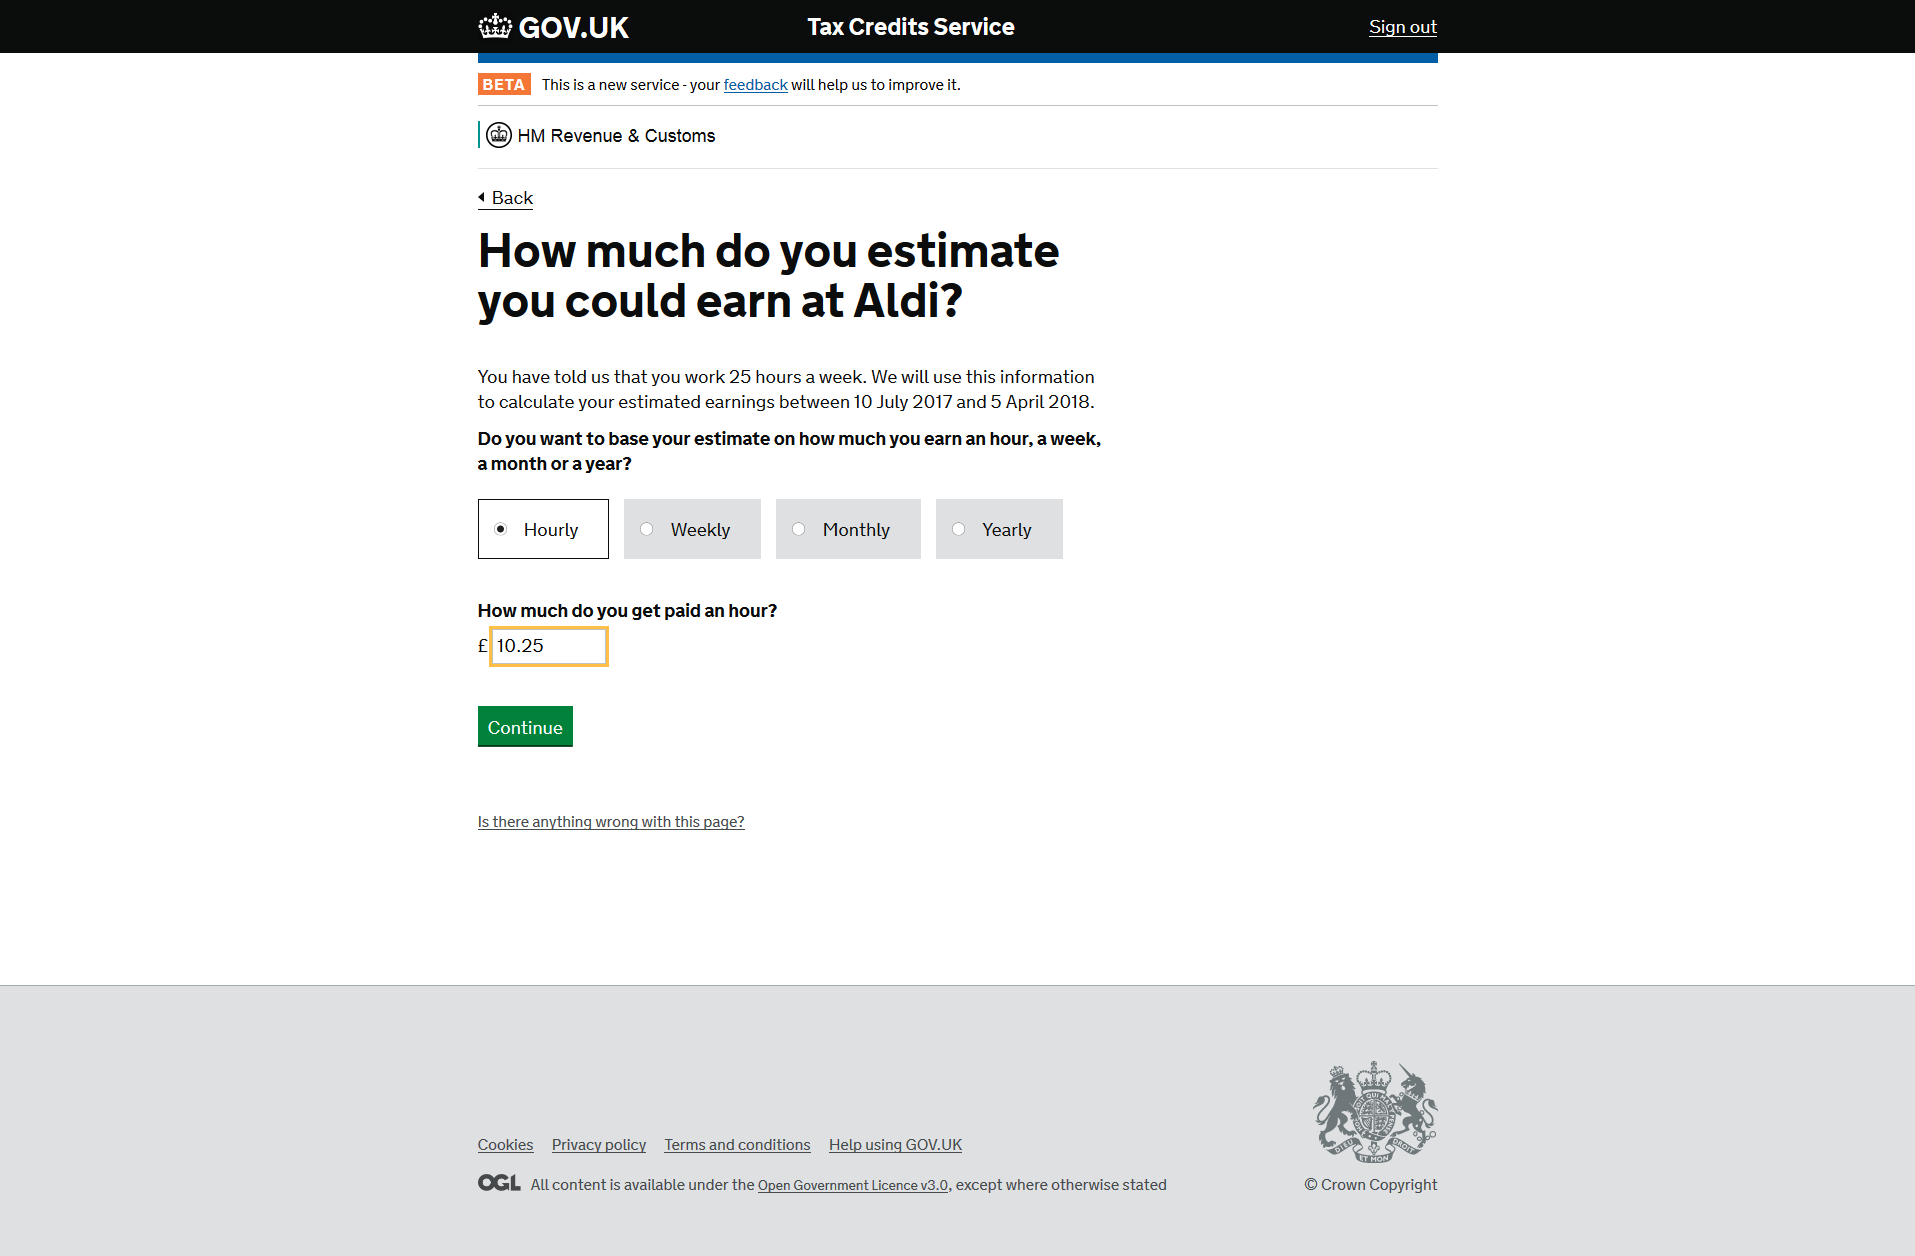 GOV.UK Tax Credits Service Sign out
BETA This is a new service - your feedback will help us to improve it.
HM Revenue & Customs
Back
How much do you estimate
you could earn at Aldi?
You have told us that you work 25 hours a week. We will use this information
to calculate your estimated earnings between 10 July 2017 and 5 April 2018.
Do you want to base your estimate on how much you earn an hour, a week,
a month or a year?
Hourly Weekly Monthly Yearly
How much do you get paid an hour?
£ 10.25
Continue
Is there anything wrong with this page?
Cookies Privacy policy Terms and conditions Help using GOV.UK
OGL All content is available under the Open Government Licence v3.0, except where otherwise stated
© Crown Copyright